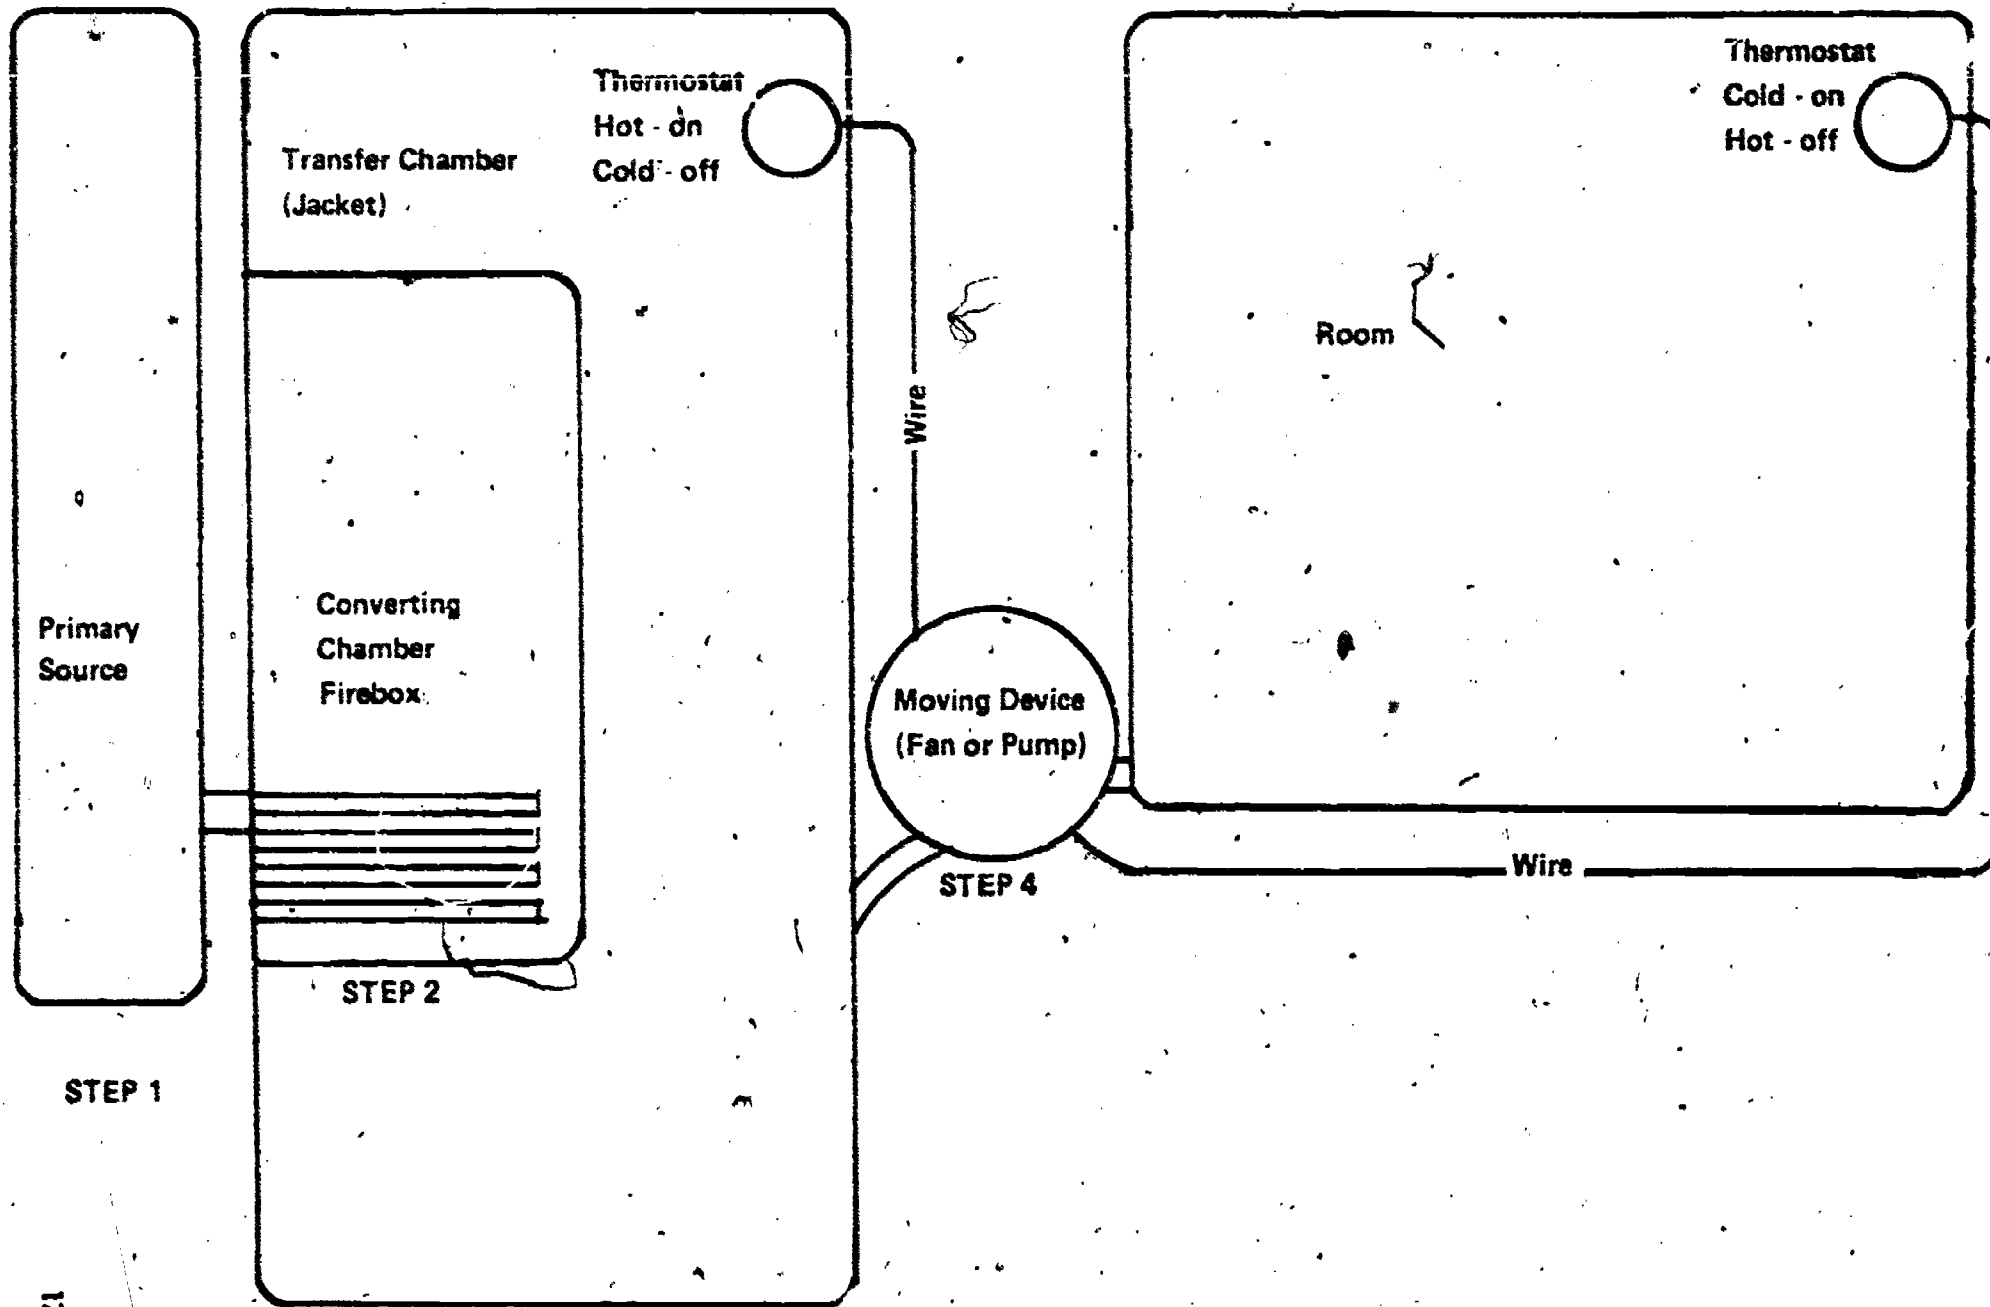 Thermostat
Hot - on
Cold - off
Transfer Chamber
(Jacket)
Thermostat
Cold - on
Hot - off
Room
Wire
Converting
Chamber
Firebox
Primary
Source
Moving Device
(Fan or Pump)
STEP 4
Wire
STEP 2
STEP 1